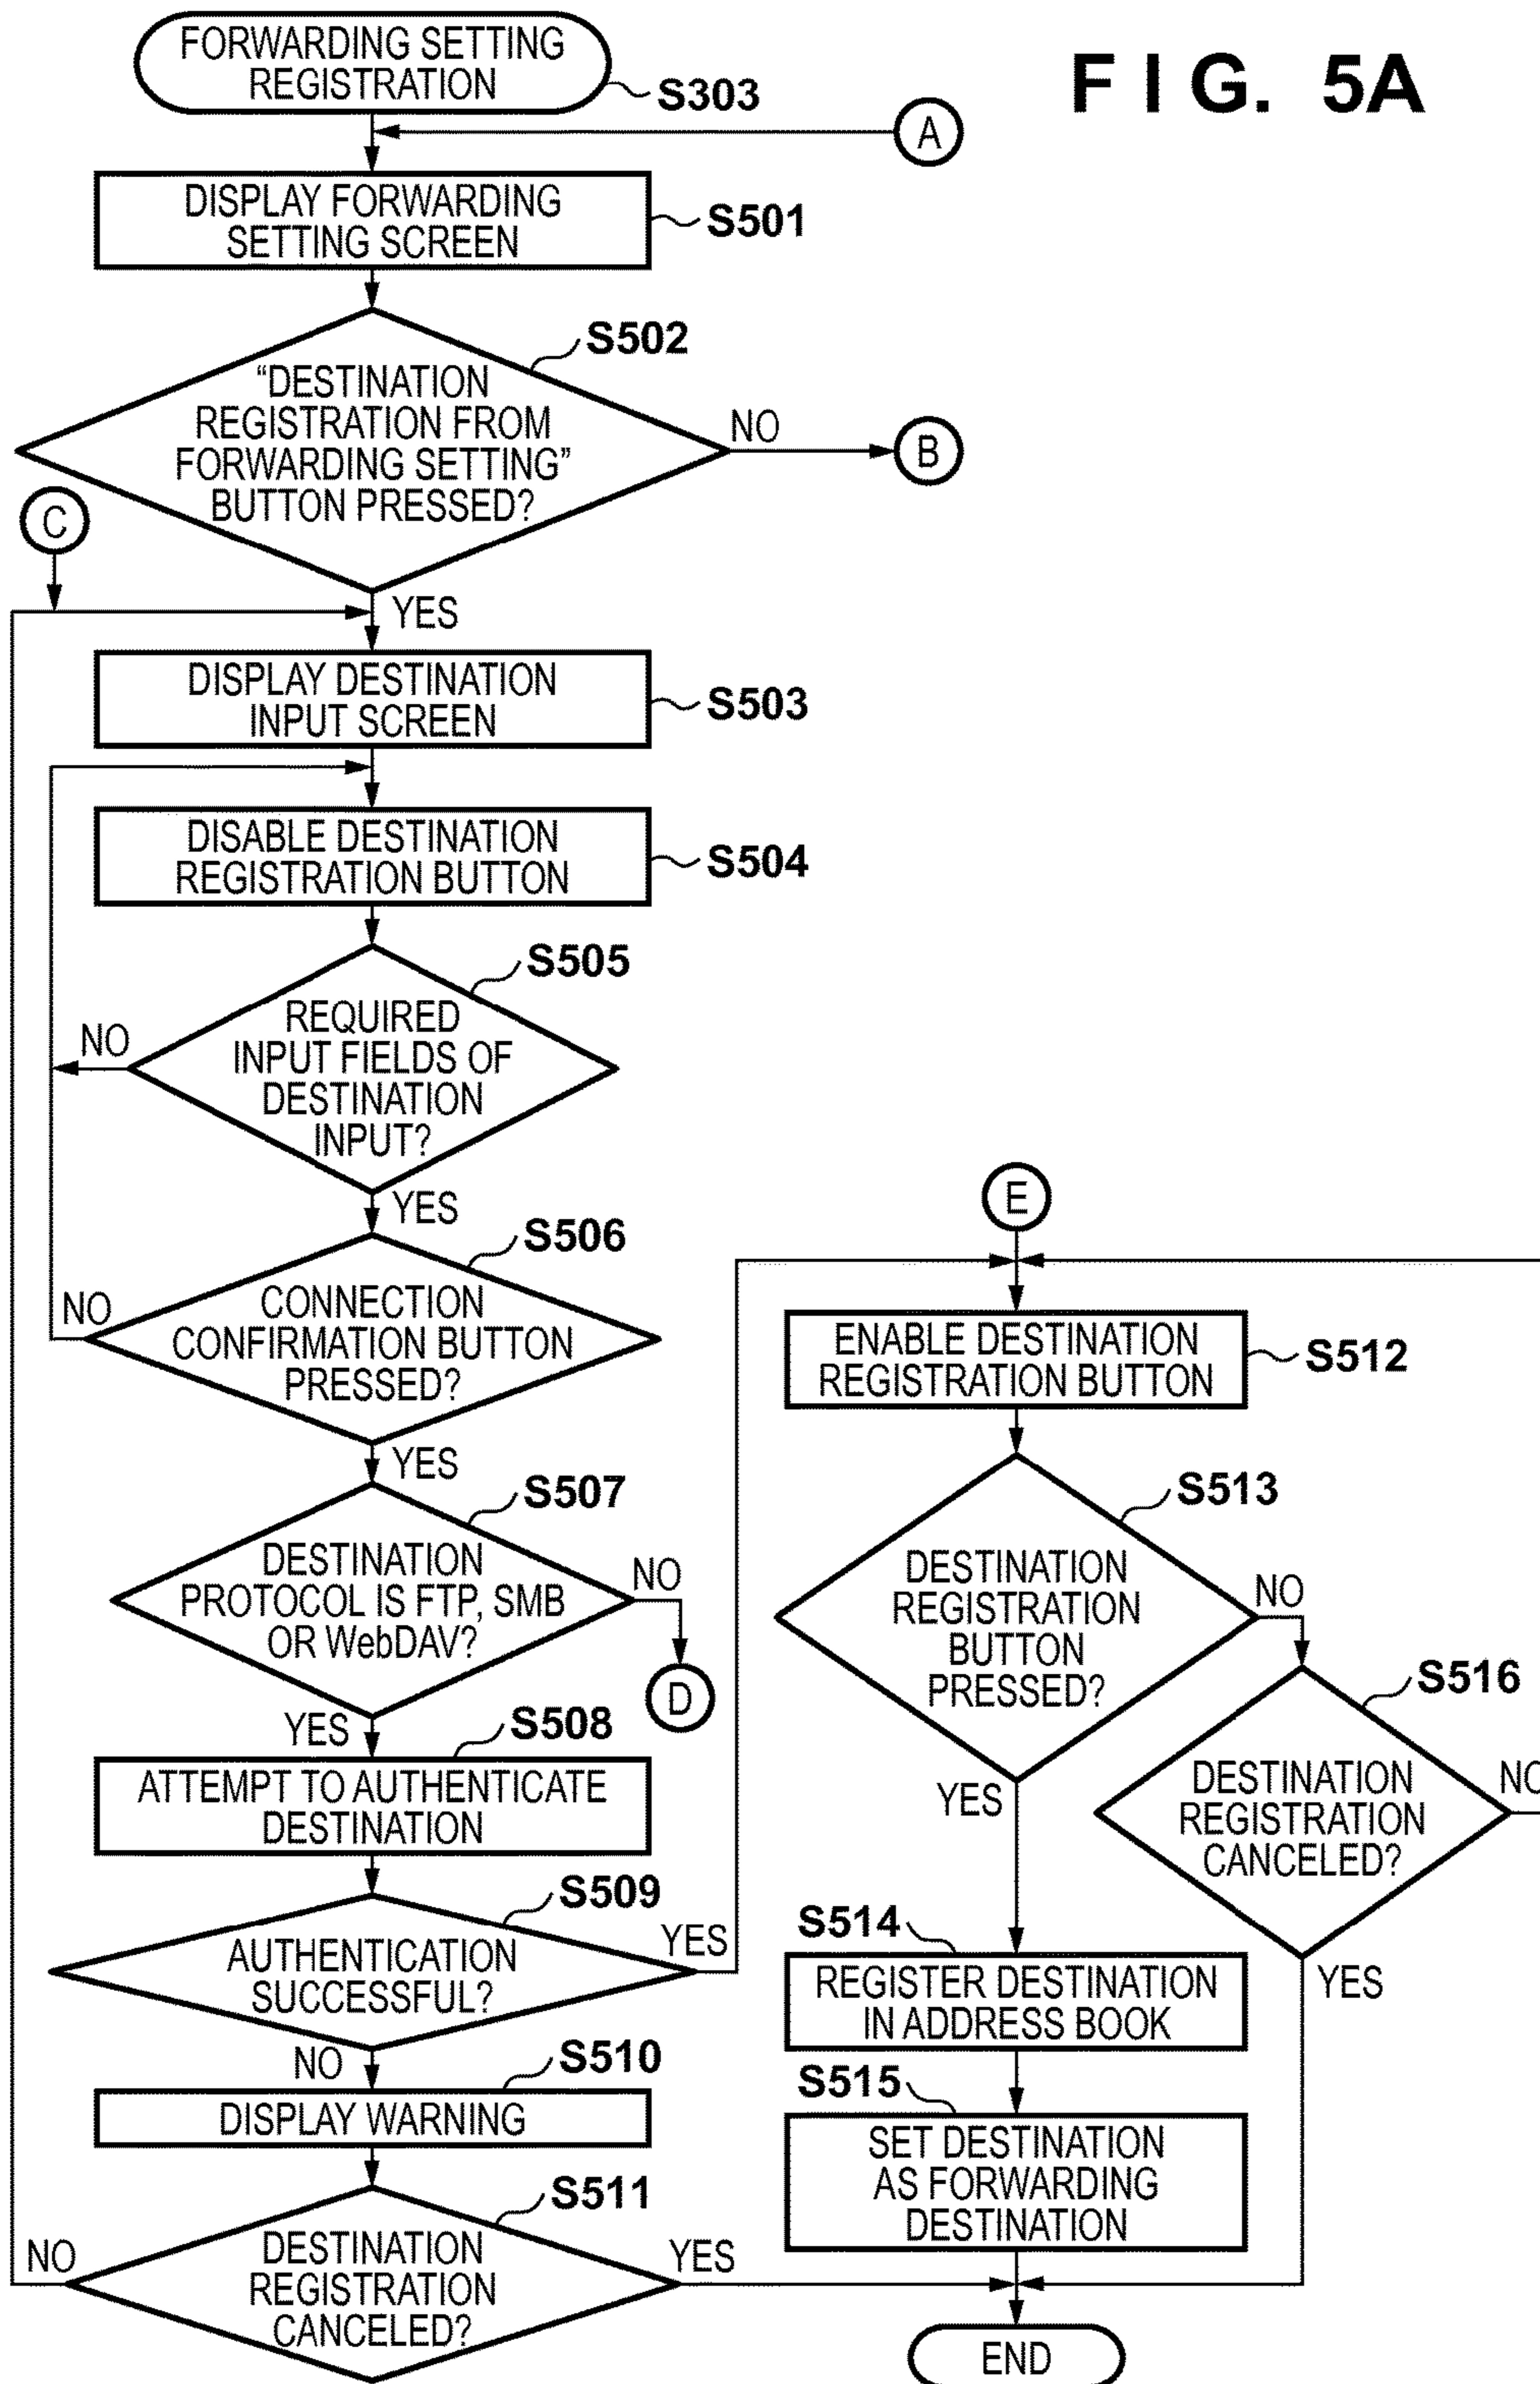 FIG. 5A
FORWARDING SETTING
REGISTRATION
S303
A
DISPLAY FORWARDING
SETTING SCREEN
S501
S502
“DESTINATION
REGISTRATION FROM
FORWARDING SETTING”
BUTTON PRESSED?
NO
B
C
YES
DISPLAY DESTINATION
INPUT SCREEN
S503
DISABLE DESTINATION
REGISTRATION BUTTON
S504
S505
REQUIRED
INPUT FIELDS OF
DESTINATION
INPUT?
NO
YES
S506
CONNECTION
CONFIRMATION BUTTON
PRESSED?
NO
YES
S507
DESTINATION
PROTOCOL IS FTP, SMB
OR WebDAV?
NO
D
YES
S508
ATTEMPT TO AUTHENTICATE
DESTINATION
S509
AUTHENTICATION
SUCCESSFUL?
YES
NO
S510
DISPLAY WARNING
S511
DESTINATION
REGISTRATION
CANCELED?
NO
YES
E
ENABLE DESTINATION
REGISTRATION BUTTON
S512
S513
DESTINATION
REGISTRATION
BUTTON
PRESSED?
NO
YES
S516
DESTINATION
REGISTRATION
CANCELED?
NO
YES
S514
REGISTER DESTINATION
IN ADDRESS BOOK
S515
SET DESTINATION
AS FORWARDING
DESTINATION
END